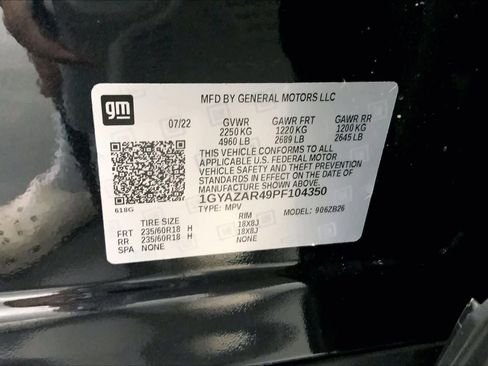 gm
MFD BY GENERAL MOTORS LLC
07/22 GVWR GAWR FRT GAWR RR
2250 KG 1220 KG 1200 KG
4960 LB 2689 LB 2645 LB
THIS VEHICLE CONFORMS TO ALL
APPLICABLE U.S. FEDERAL MOTOR
VEHICLE SAFETY AND THEFT PREVENTION
STANDARDS IN EFFECT ON THE DATE OF
MANUFACTURE SHOWN ABOVE.
1GYAZAR49PF104350
618G
TYPE: MPV MODEL: 906ZB26
TIRE SIZE RIM
FRT 235/60R18 H 18X8J
RR 235/60R18 H 18X8J
SPA NONE NONE